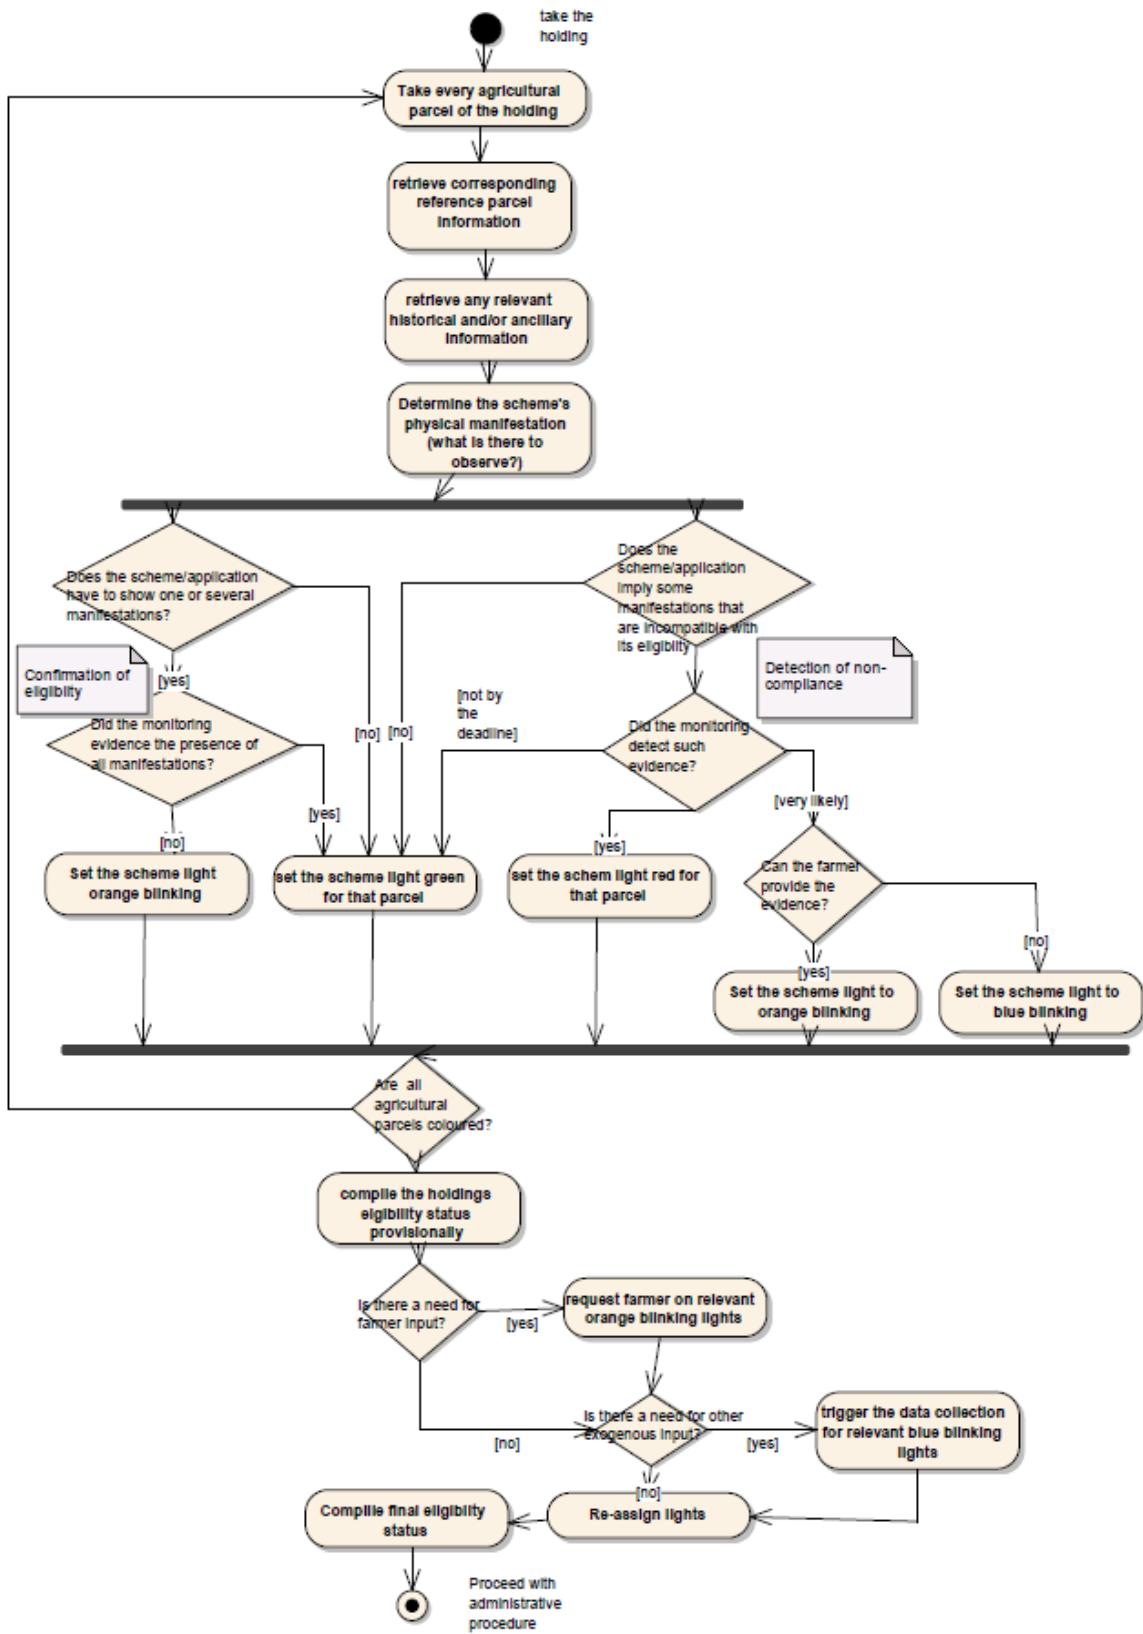 take the
holding
Take every agricultural
parcel of the holding
retrieve corresponding
reference parcel
information
retrieve any relevant
historical and/or ancillary
information
Determine the scheme's
physical manifestation
(what is there to
observe?)
Does the scheme/application
have to show one or several
manifestations?
Does the
scheme/application
imply some
manifestations that
are incompatible with
its eligiblity
Confirmation of
eligiblity
[yes]
Detection of non-
compliance
Did the monitoring
evidence the presence of
all manifestations?
[no]
[no]
[not by
the
deadline]
Did the monitoring
detect such
evidence?
[yes]
[very likely]
[no]
[yes]
Set the scheme light
orange blinking
set the scheme light green
for that parcel
set the schem light red for
that parcel
Can the farmer
provide the
evidence?
[no]
[yes]
Set the scheme light to
orange blinking
Set the scheme light to
blue blinking
Are all
agricultural
parcels coloured?
compile the holdings
elgibility status
provisionally
Is there a need for
farmer input?
[yes]
request farmer on relevant
orange blinking lights
[no]
Is there a need for other
exogenous input?
[yes]
trigger the data collection
for relevant blue blinking
lights
[no]
Re-assign lights
Compille final eligiblity
status
Proceed with
administrative
procedure